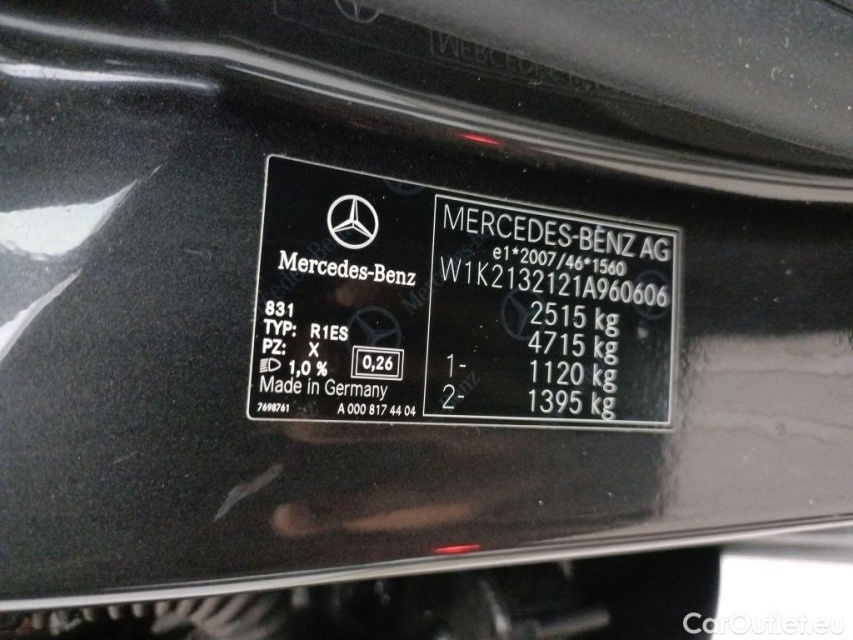 Mercedes-Benz
831
TYP: R1ES
PZ: X
1,0 % 0,26
Made in Germany
7698761 A 000 817 44 04
MERCEDES-BENZ AG
e1*2007/46*1560
W1K2132121A960606
2515 kg
4715 kg
1- 1120 kg
2- 1395 kg
CarOutlet.eu